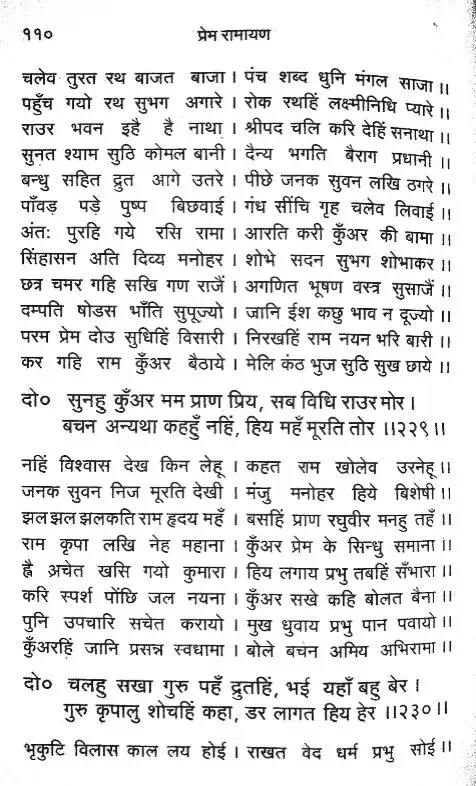 ११०
प्रेम रामायण
चलेव तुरत रथ बाजत बाजा । पंच शब्द धुनि मंगल साजा ।।
पहुँच गयो रथ सुभग अगारे । रोक रथहिं लक्ष्मीनिधि प्यारे ।।
राउर भवन इहै है नाथा । श्रीपद चलि करि देहिं सनाथा ।।
सुनत श्याम सुठि कोमल बानी । दैन्य भगति बैराग प्रधानी ।।
बन्धु सहित द्रुत आगे उतरे । पीछे जनक सुवन लखि ठगरे ।।
पाँवड़ पड़े पुष्प बिछवाई । गंध सींचि गृह चलेव लिवाई ।।
अंतः पुरहि गये रसि रामा । आरति करी कुँअर की बामा ।।
सिंहासन अति दिव्य मनोहर । शोभे सदन सुभग शोभाकर ।।
छत्र चमर गहि सखि गण राजैं । अगणित भूषण वस्त्र सुसाजैं ।।
दम्पति षोडस भाँति सुपूज्यो । जानि ईश कछु भाव न दूज्यो ।।
परम प्रेम दोउ सुधिहिं विसारी । निरखहिं राम नयन भरि बारी ।।
कर गहि राम कुँअर बैठाये । मेलि कंठ भुज सुठि सुख छाये ।।
दो० सुनहु कुँअर मम प्राण प्रिय, सब विधि राउर मोर ।
बचन अन्यथा कहहुँ नहिं, हिय महँ मूरति तोर ।।२२९।।
नहिं विश्वास देख किन लेहू । कहत राम खोलेव उरनेहू ।।
जनक सुवन निज मूरति देखी । मंजु मनोहर हिये बिशेषी ।।
झल झल झलकति राम हृदय महँ । बसहिं प्राण रघुवीर मनहु तहँ ।।
राम कृपा लखि नेह महाना । कुँअर प्रेम के सिन्धु समाना ।।
ह्वै अचेत खसि गयो कुमारा । हिय लगाय प्रभु तबहिं सँभारा ।।
करि स्पर्श पोंछि जल नयना । कुँअर सखे कहि बोलत बैना ।।
पुनि उपचारि सचेत करायो । मुख धुवाय प्रभु पान पवायो ।।
कुँअरहिं जानि प्रसन्न स्वधामा । बोले बचन अमिय अभिरामा ।।
दो० चलहु सखा गुरु पहँ द्रुतहिं, भई यहाँ बहु बेर ।
गुरु कृपालु शोचहिं कहा, डर लागत हिय हेर ।।२३०।।
भृकुटि विलास काल लय होई । राखत वेद धर्म प्रभु सोई ।।